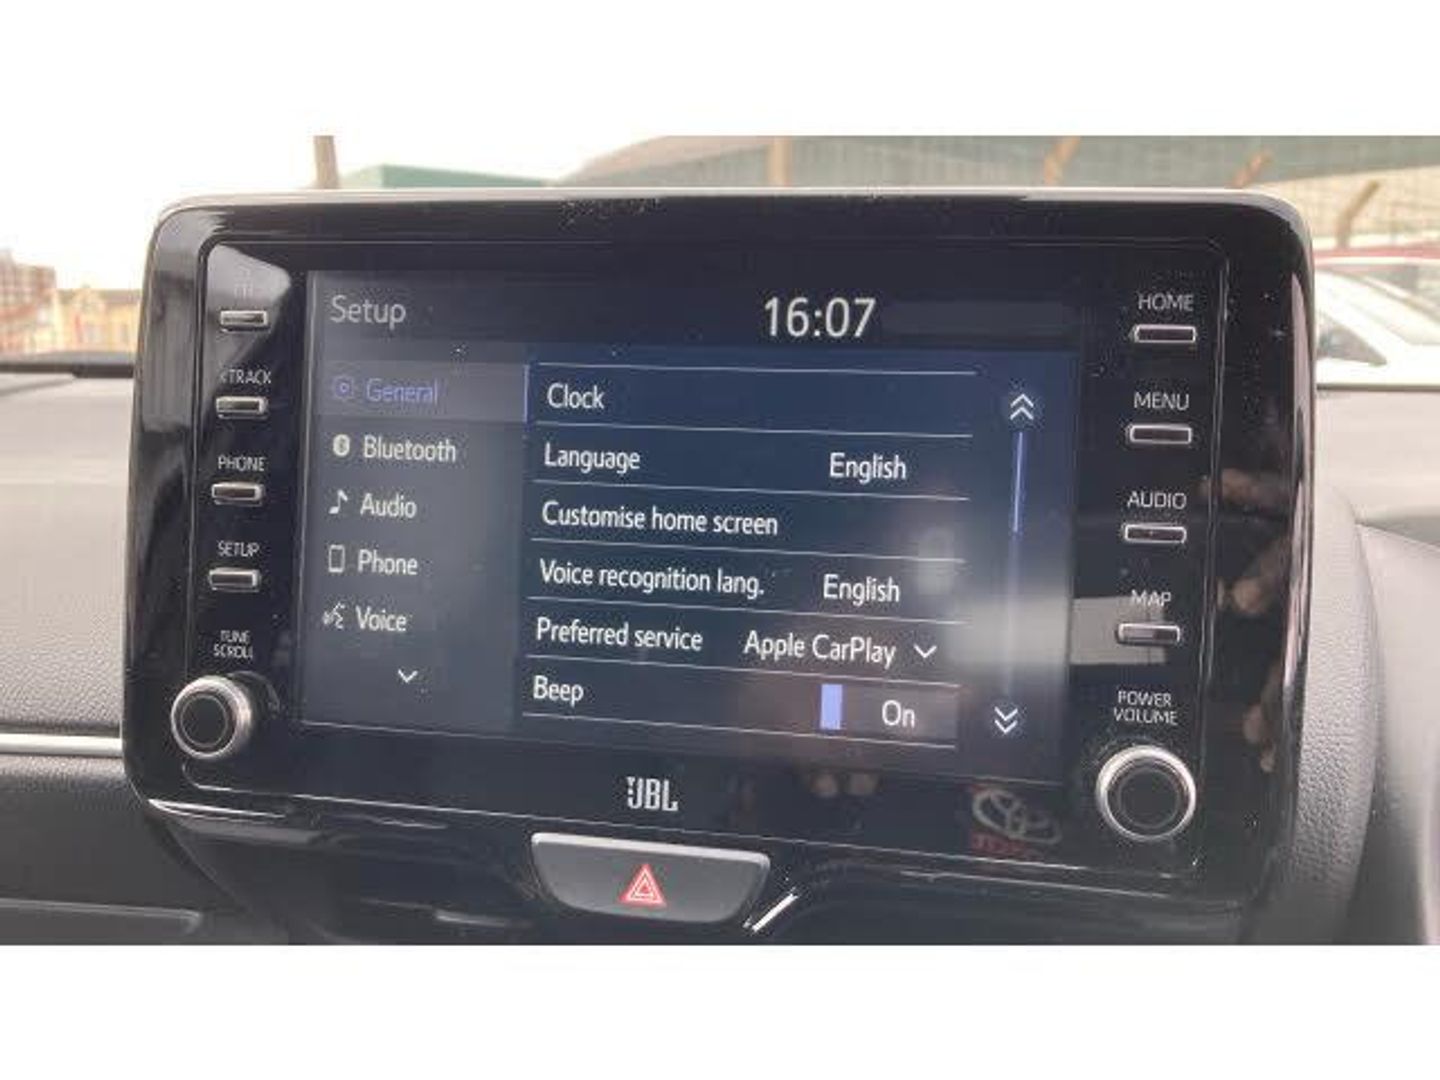 Setup 16:07
HOME
TRACK
General
Clock
MENU
Bluetooth
Language English
PHONE
Audio
Customise home screen
AUDIO
SETUP
Phone
Voice recognition lang. English
MAP
TUNE
SCROLL
Voice
Preferred service Apple CarPlay
Beep On
POWER
VOLUME
JBL